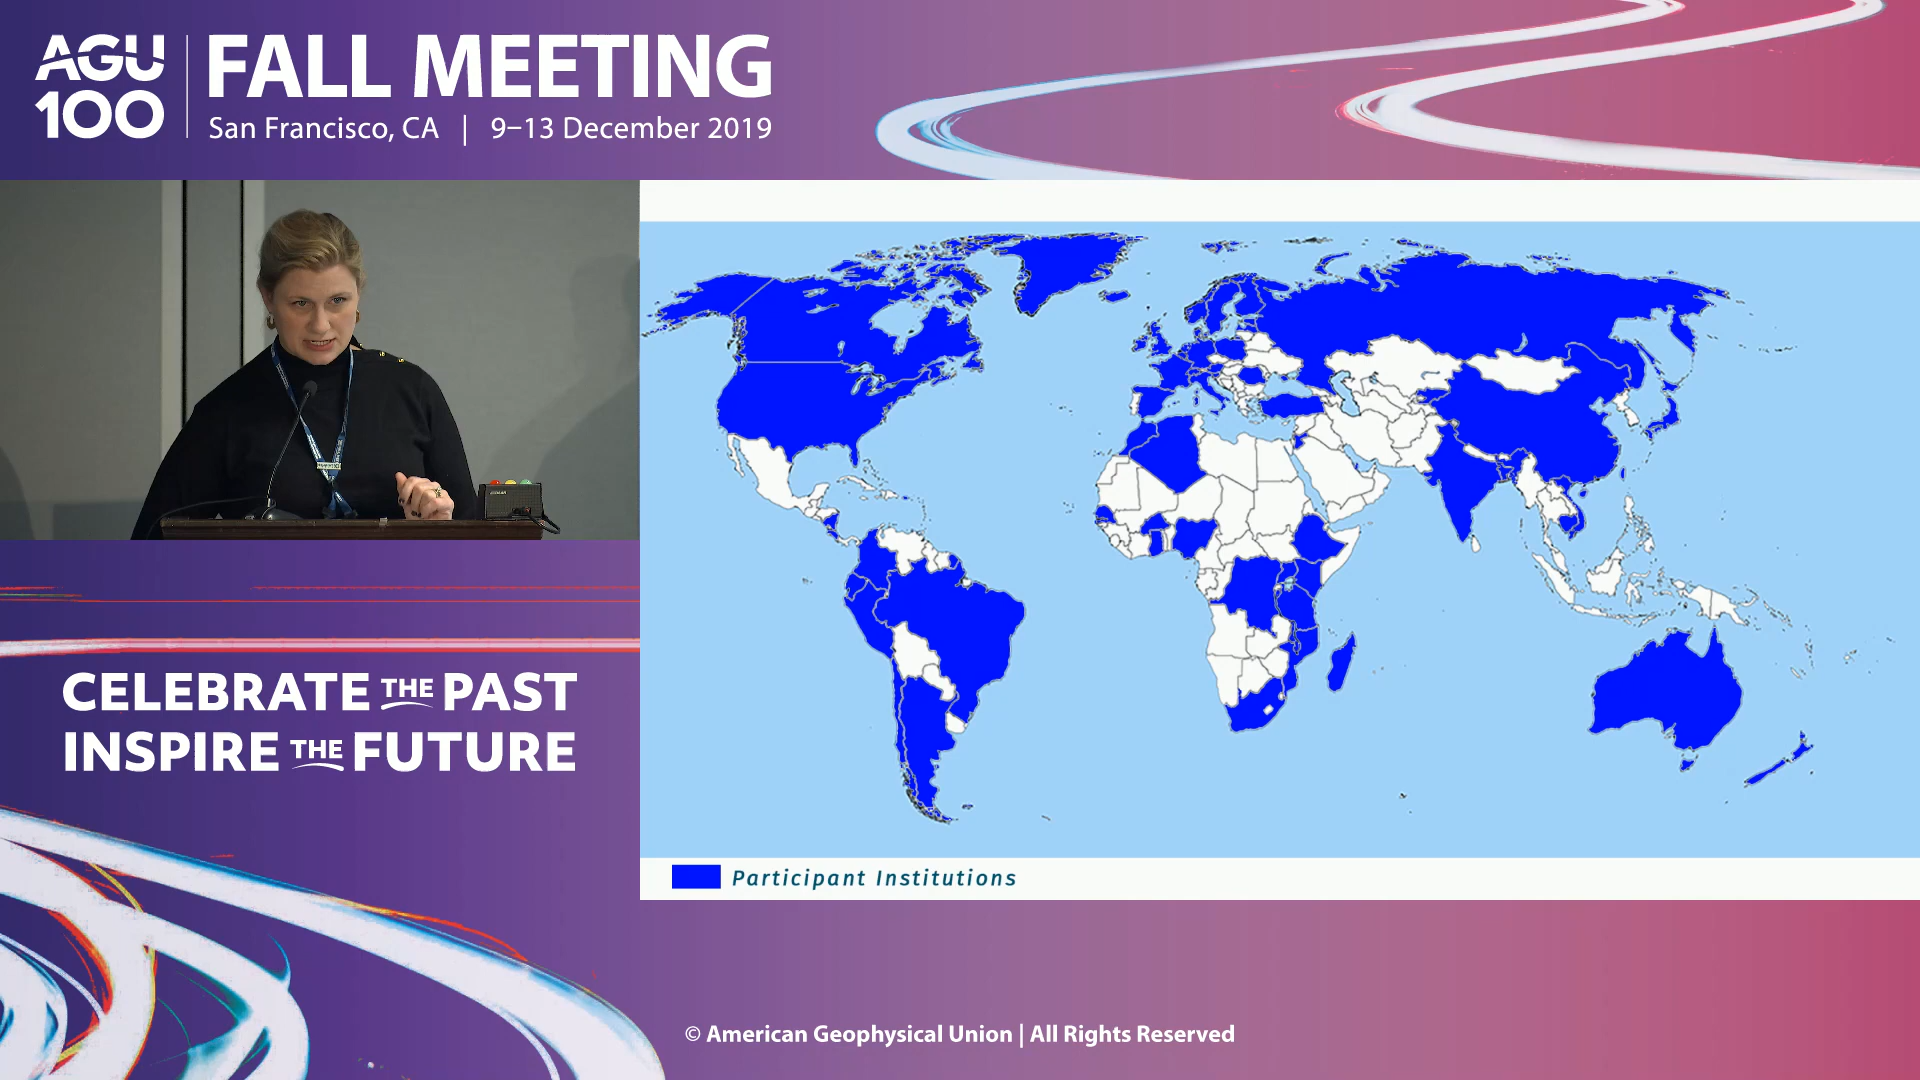 AGU
100
FALL MEETING
San Francisco, CA | 9–13 December 2019
CELEBRATE THE PAST
INSPIRE THE FUTURE
Participant Institutions
© American Geophysical Union | All Rights Reserved